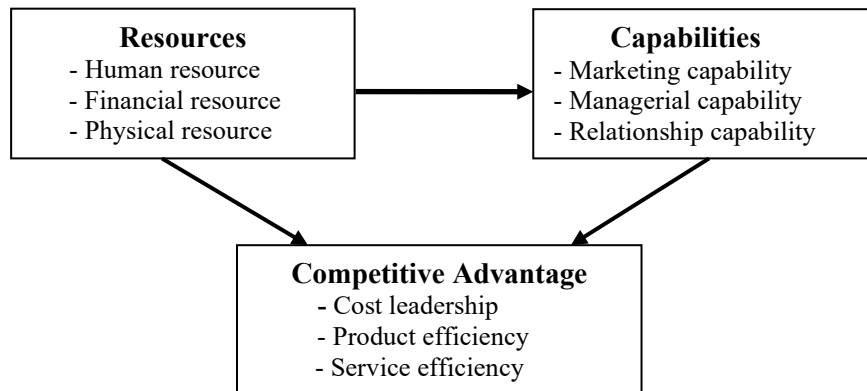 Resources
- Human resource
- Financial resource
- Physical resource
Capabilities
- Marketing capability
- Managerial capability
- Relationship capability
Competitive Advantage
- Cost leadership
- Product efficiency
- Service efficiency